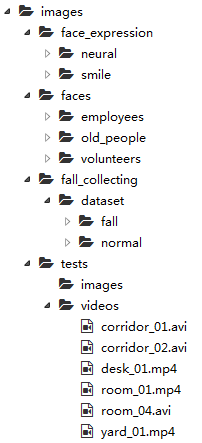 images
face_expression
neural
smile
faces
employees
old_people
volunteers
fall_collecting
dataset
fall
normal
tests
images
videos
corridor_01.avi
corridor_02.avi
desk_01.mp4
room_01.mp4
room_04.avi
yard_01.mp4